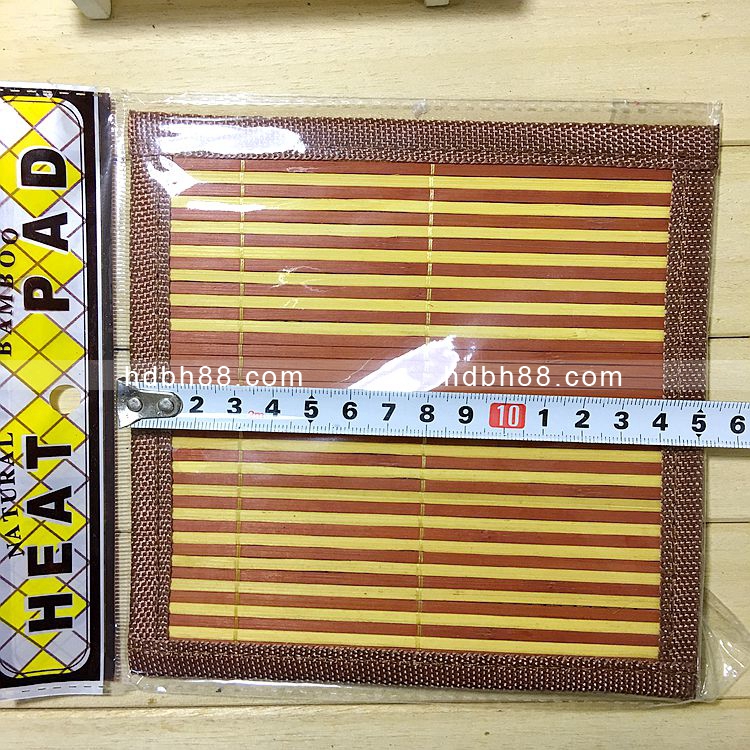 NATURAL BAMBOO
HEAT PAD
hdbh88.com hdbh88.com
2 3 4 5 6 7 8 9 10 1 2 3 4 5 6